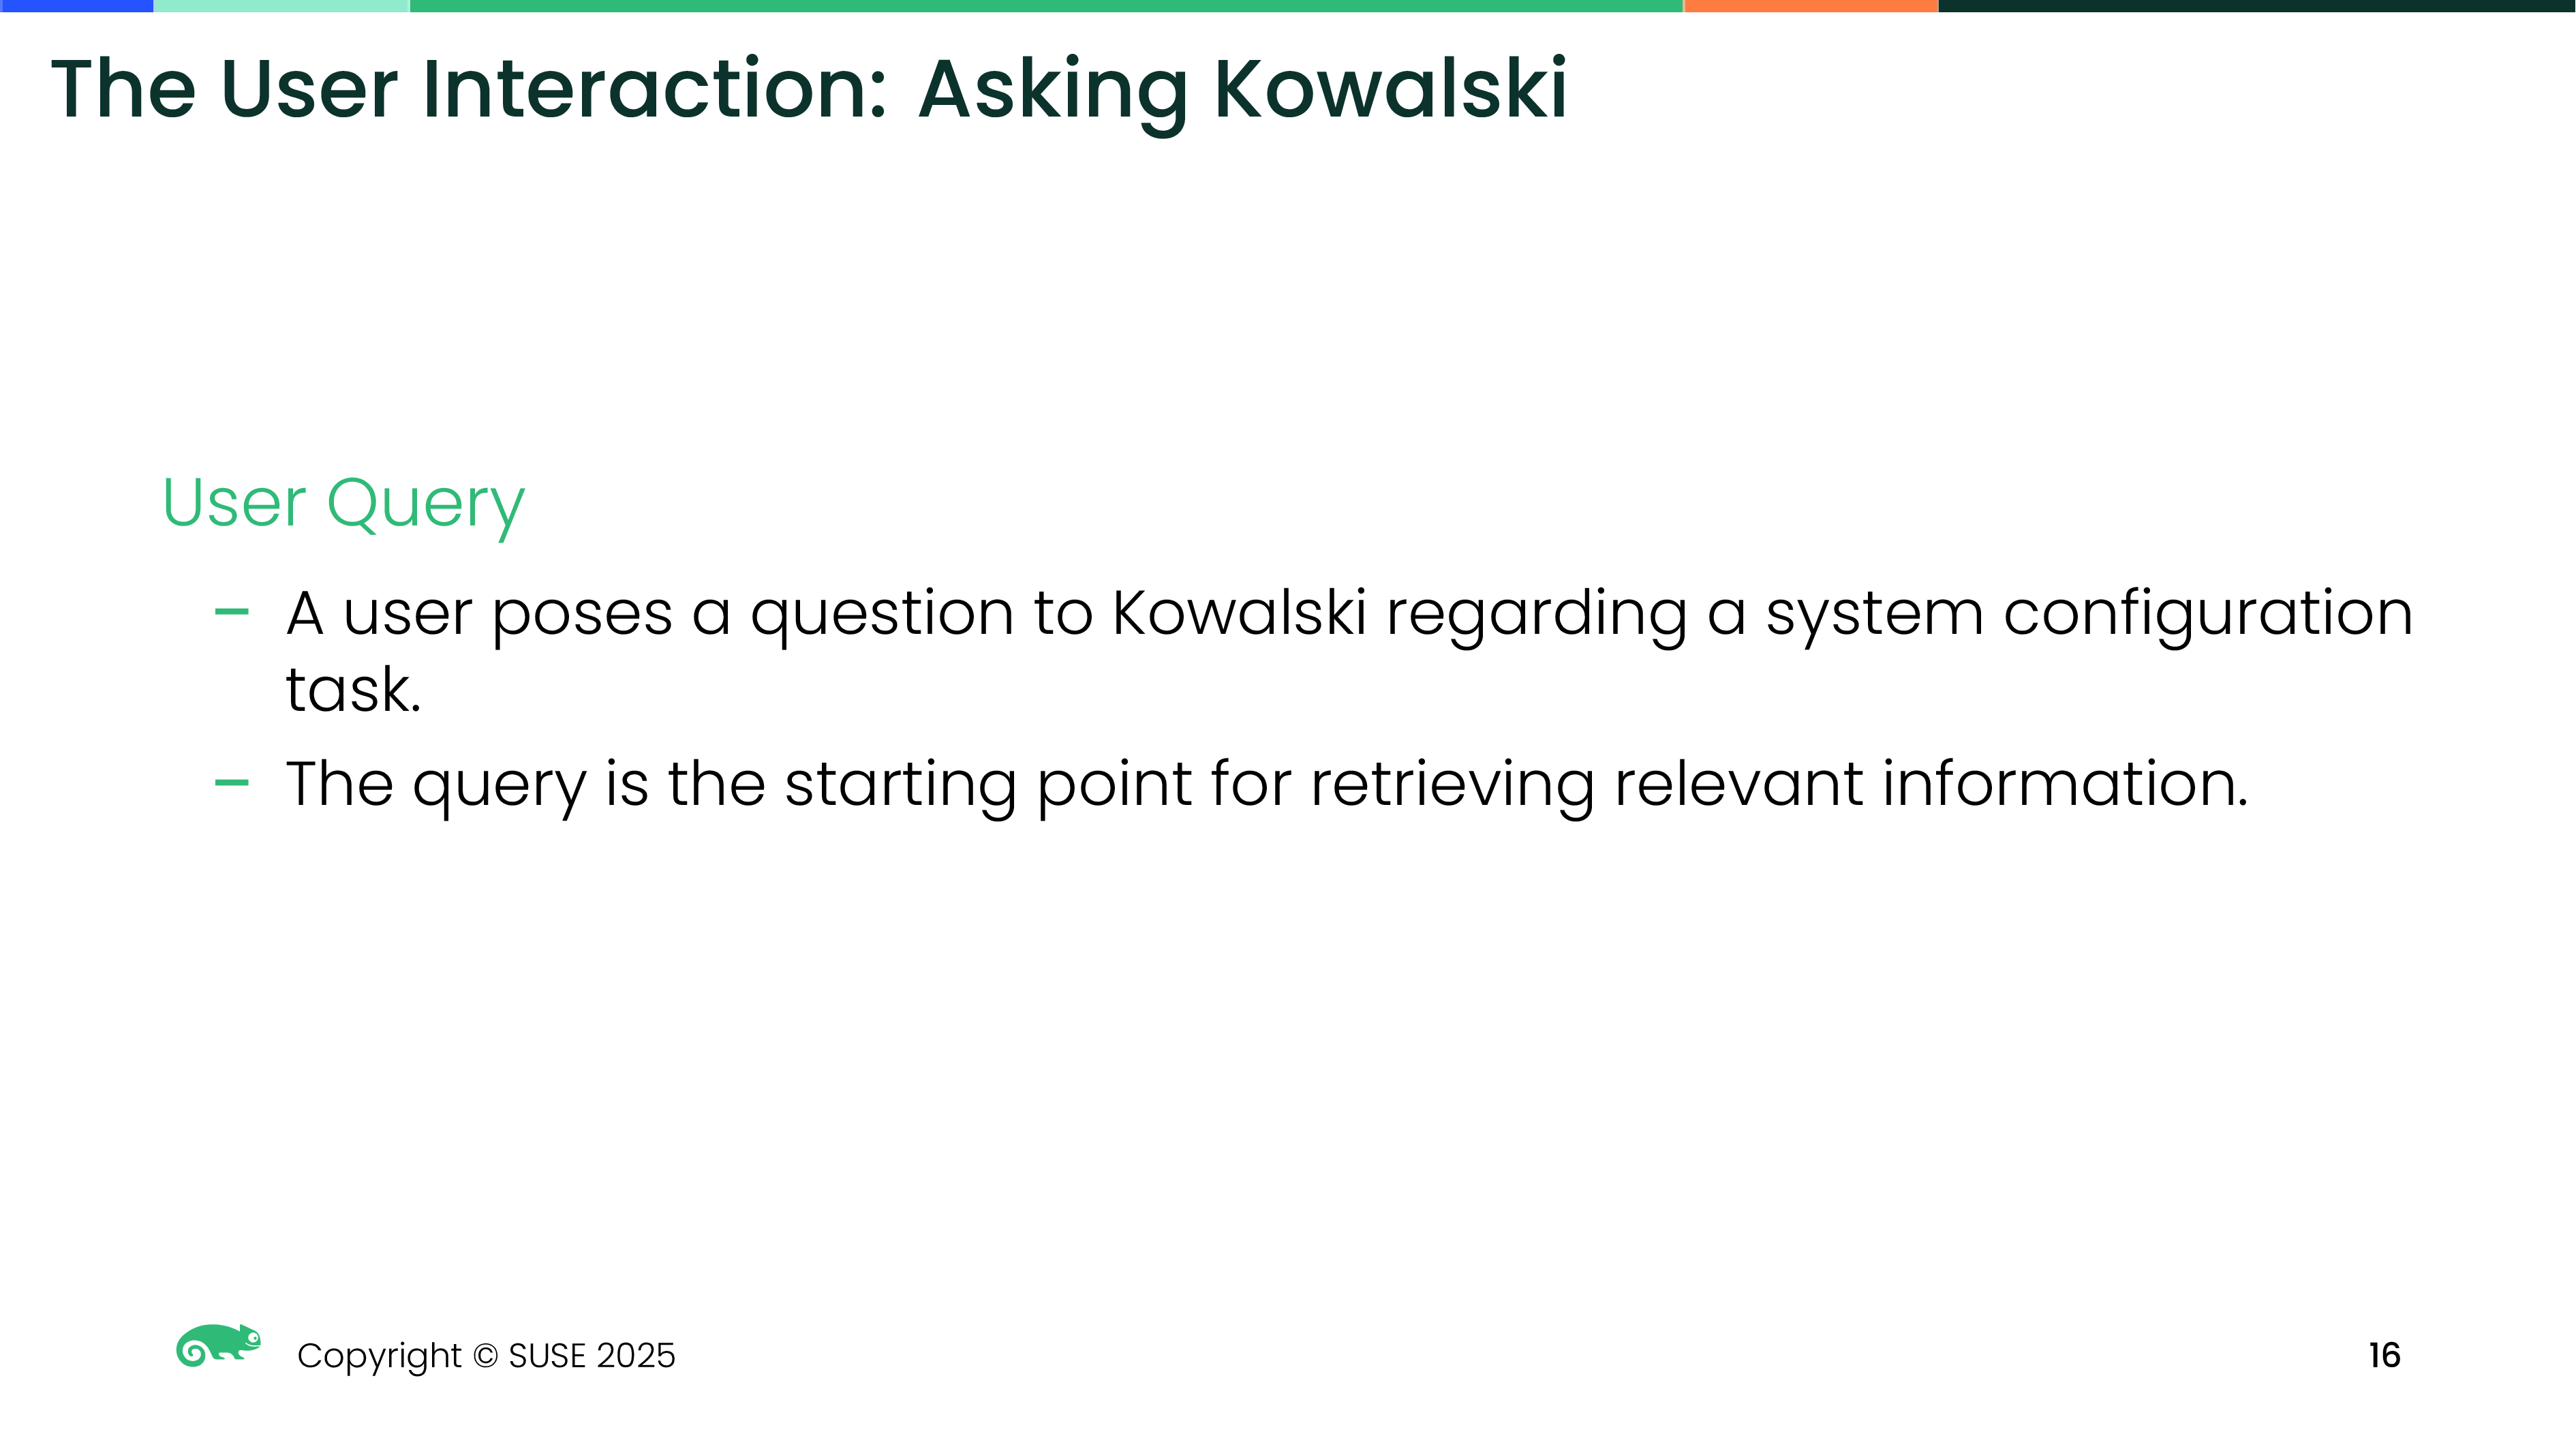 The User Interaction: Asking Kowalski
User Query
– A user poses a question to Kowalski regarding a system configuration
task.
– The query is the starting point for retrieving relevant information.
Copyright © SUSE 2025
16